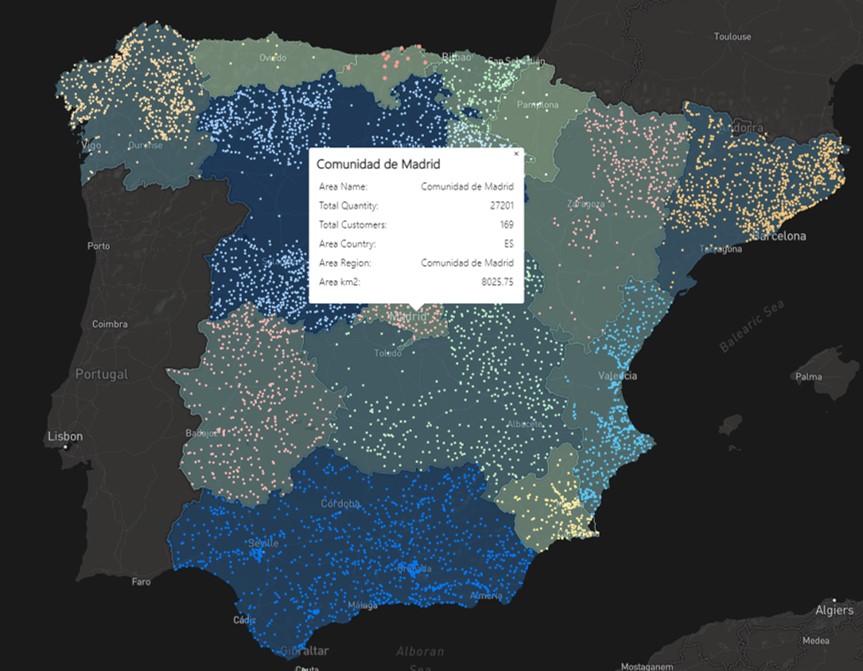 Toulouse
Oviedo
Bilbao
San Sebastián
Pamplona
Andorra
Vigo
Ourense
×
Comunidad de Madrid
Area Name: Comunidad de Madrid
Total Quantity: 27201
Total Customers: 169
Area Country: ES
Area Region: Comunidad de Madrid
Area km2: 8025.75
Zaragoza
Porto
Barcelona
Tarragona
Madrid
Coimbra
Balearic Sea
Toledo
Portugal
Valencia
Palma
Lisbon
Badajoz
Albacete
Córdoba
Seville
Granada
Faro
Almería
Málaga
Cádiz
Algiers
Gibraltar
Alboran
Sea
Medea
Ceuta
Mostaganem